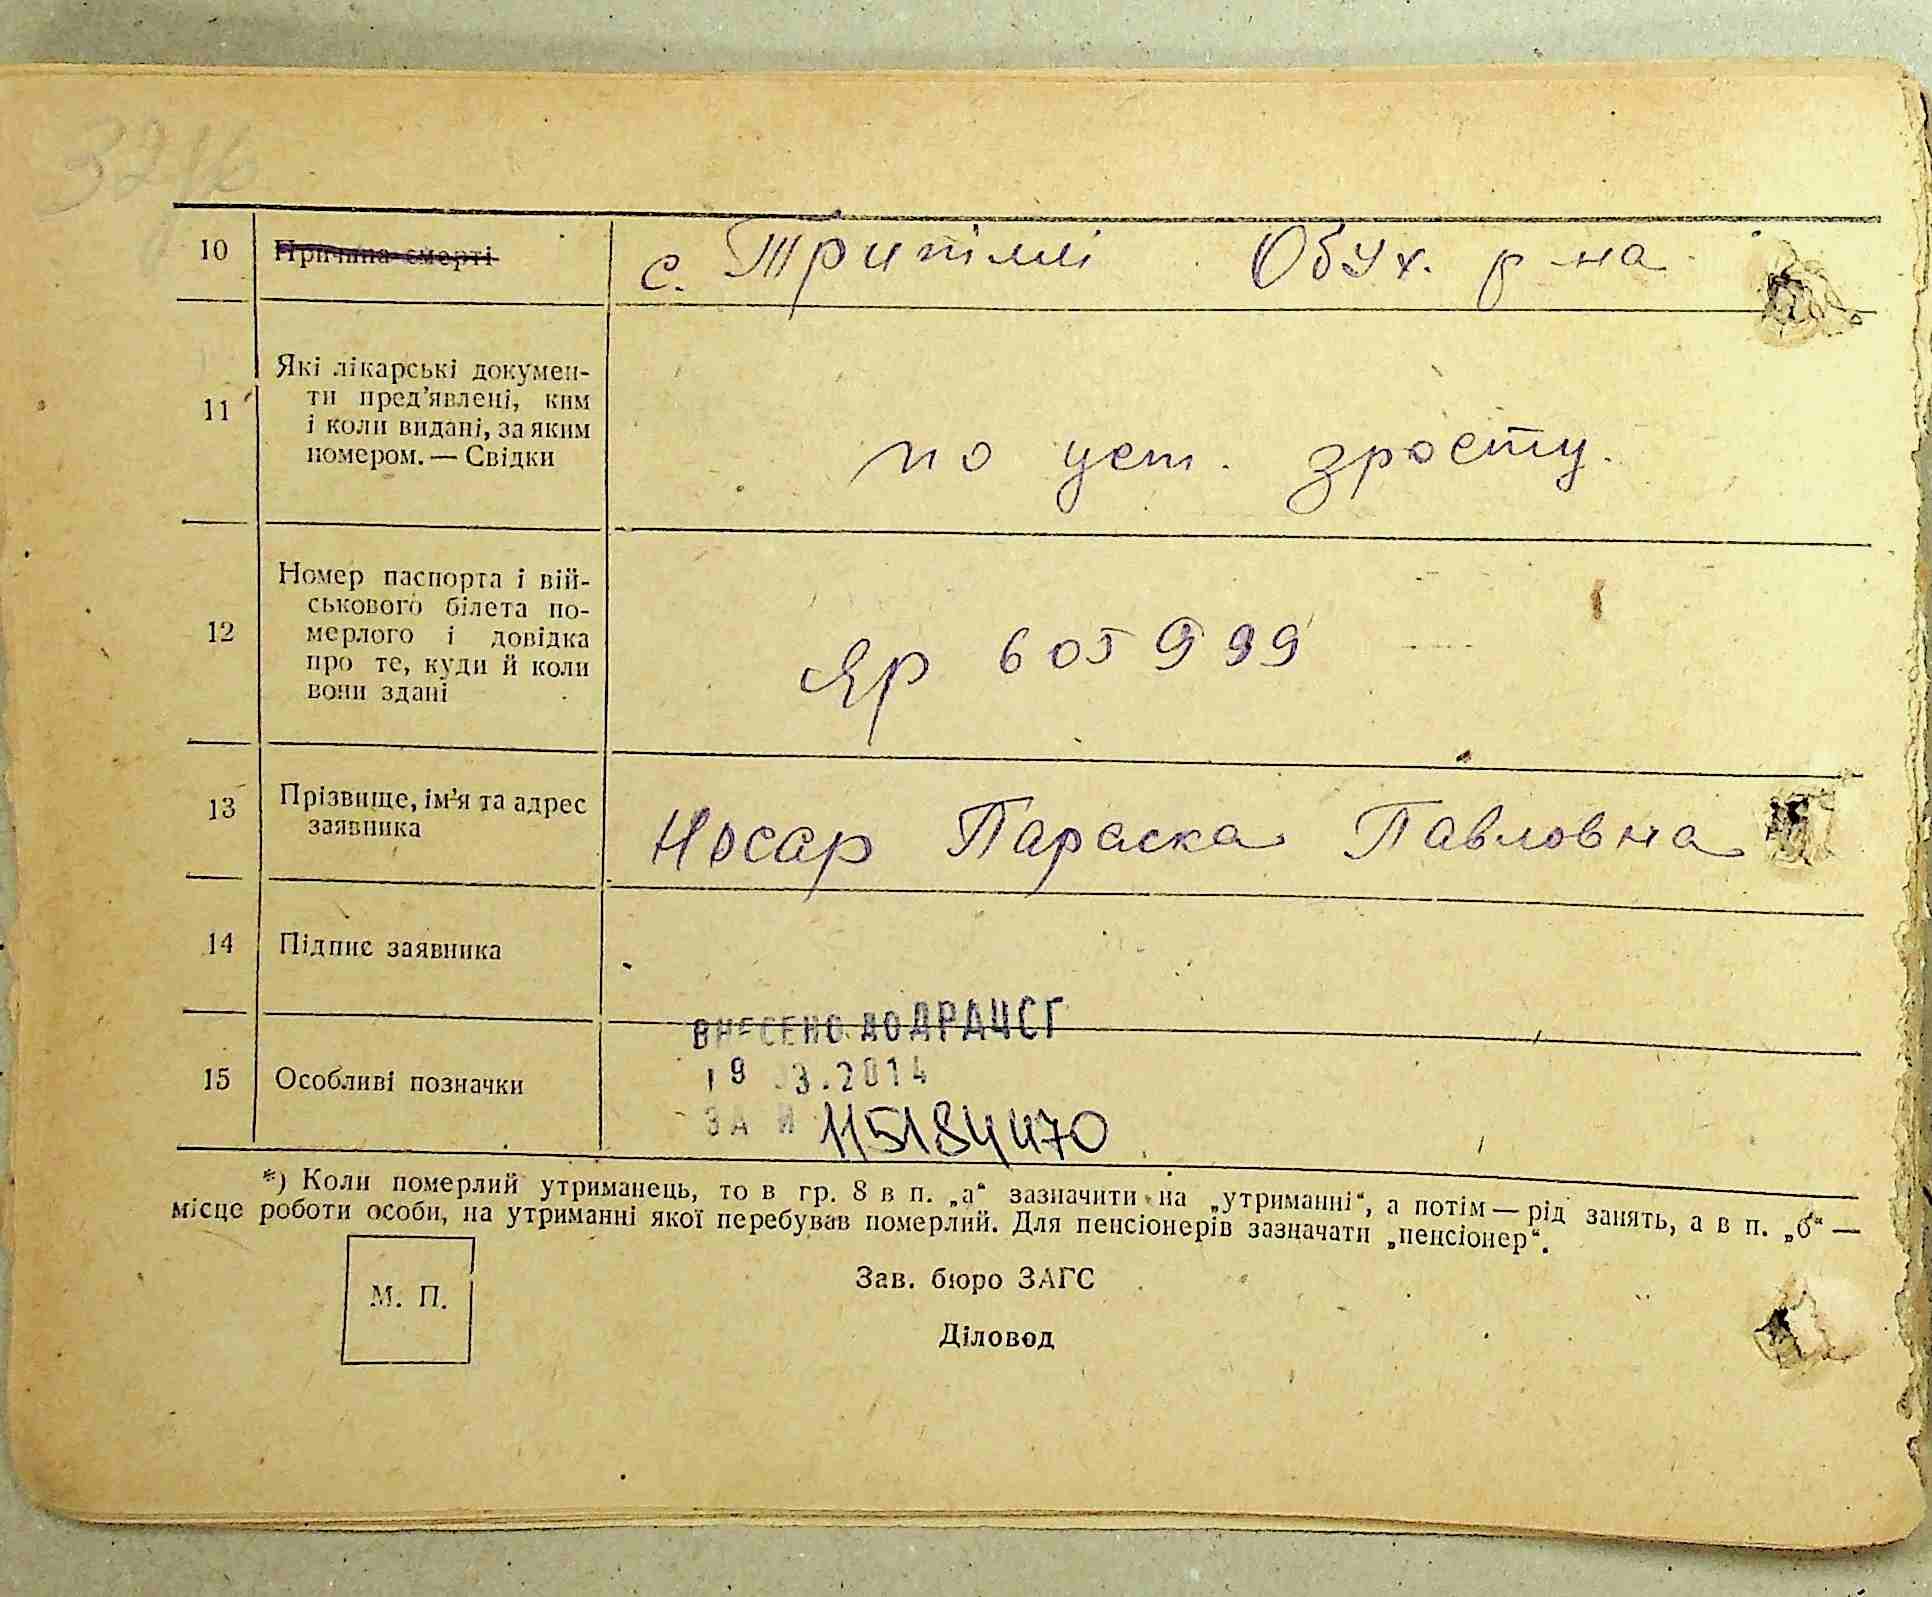 10 Причина смерті с. Трипіллі Обух. р-на
11 Які лікарські докумен-
ти пред’явлені, ким
і коли видані, за яким
номером. — Свідки
по уст. зросту.
12 Номер паспорта і вій-
ськового білета по-
мерлого і довідка
про те, куди й коли
вони здані
ЯР 605999
13 Прізвище, ім’я та адрес
заявника
Носар Параска Павловна
14 Підпис заявника
ВНЕСЕНО ДО ДРАЦСГ
15 Особливі позначки
19 03.2014
ЗА № 115184470
*) Коли померлий утриманець, то в гр. 8 в п. „а“ зазначити на „утриманні“, а потім — рід занять, а в п. „б“ —
місце роботи особи, на утриманні якої перебував померлий. Для пенсіонерів зазначати „пенсіонер“.
М. П.
Зав. бюро ЗАГС
Діловод